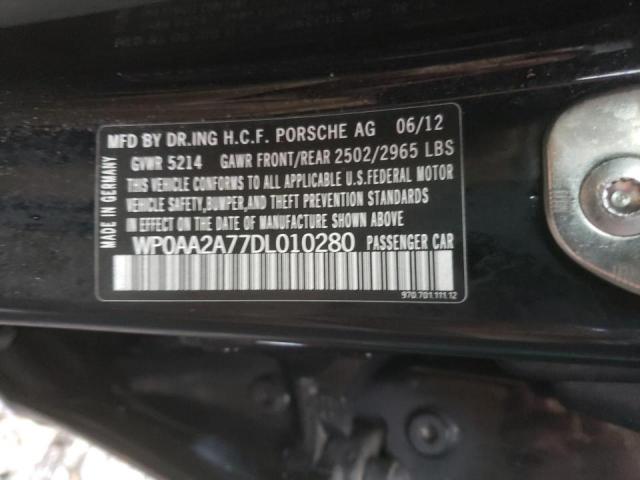 MFD BY DR.ING H.C.F. PORSCHE AG 06/12
GVWR 5214 GAWR FRONT/REAR 2502/2965 LBS
THIS VEHICLE CONFORMS TO ALL APPLICABLE U.S.FEDERAL MOTOR
VEHICLE SAFETY,BUMPER,AND THEFT PREVENTION STANDARDS
IN EFFECT ON THE DATE OF MANUFACTURE SHOWN ABOVE
WP0AA2A77DL010280 PASSENGER CAR
970.701.111.12
MADE IN GERMANY